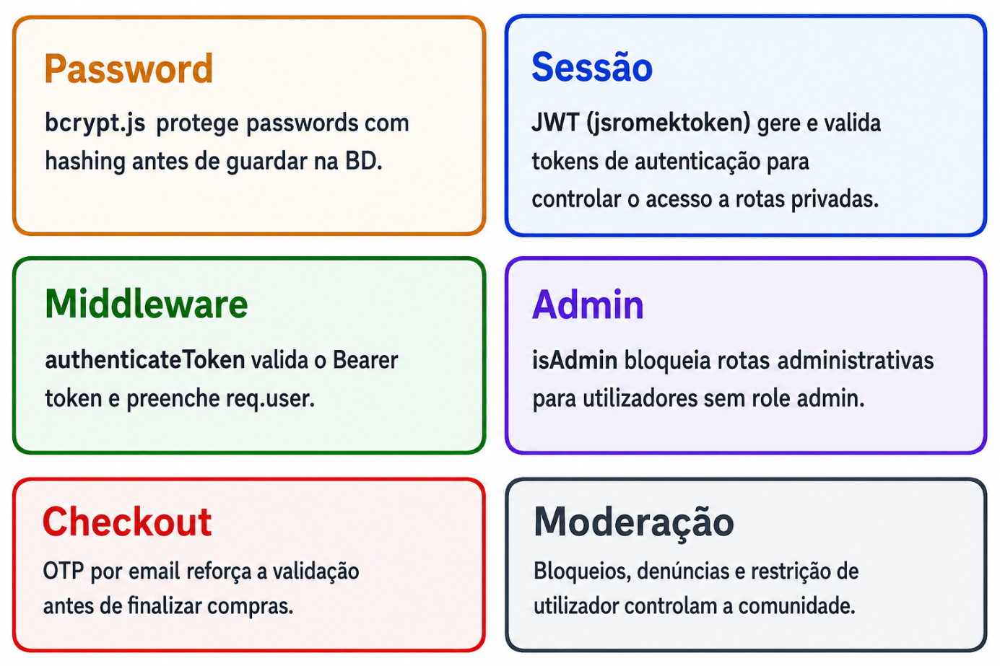 Password
bcrypt.js protege passwords com
hashing antes de guardar na BD.
Sessão
JWT (jsromektoken) gere e valida
tokens de autenticação para
controlar o acesso a rotas privadas.
Middleware
authenticateToken valida o Bearer
token e preenche req.user.
Admin
isAdmin bloqueia rotas administrativas
para utilizadores sem role admin.
Checkout
OTP por email reforça a validação
antes de finalizar compras.
Moderação
Bloqueios, denúncias e restrição de
utilizador controlam a comunidade.